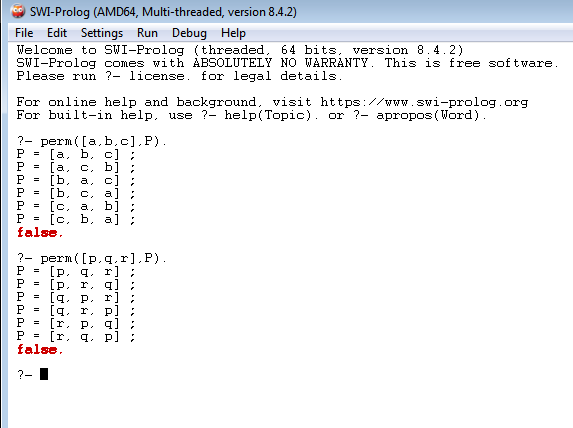 SWI-Prolog (AMD64, Multi-threaded, version 8.4.2)
File Edit Settings Run Debug Help
Welcome to SWI-Prolog (threaded, 64 bits, version 8.4.2)
SWI-Prolog comes with ABSOLUTELY NO WARRANTY. This is free software.
Please run ?- license. for legal details.
For online help and background, visit https://www.swi-prolog.org
For built-in help, use ?- help(Topic). or ?- apropos(Word).
?- perm([a,b,c],P).
P = [a, b, c] ;
P = [a, c, b] ;
P = [b, a, c] ;
P = [b, c, a] ;
P = [c, a, b] ;
P = [c, b, a] ;
false.
?- perm([p,q,r],P).
P = [p, q, r] ;
P = [p, r, q] ;
P = [q, p, r] ;
P = [q, r, p] ;
P = [r, p, q] ;
P = [r, q, p] ;
false.
?-